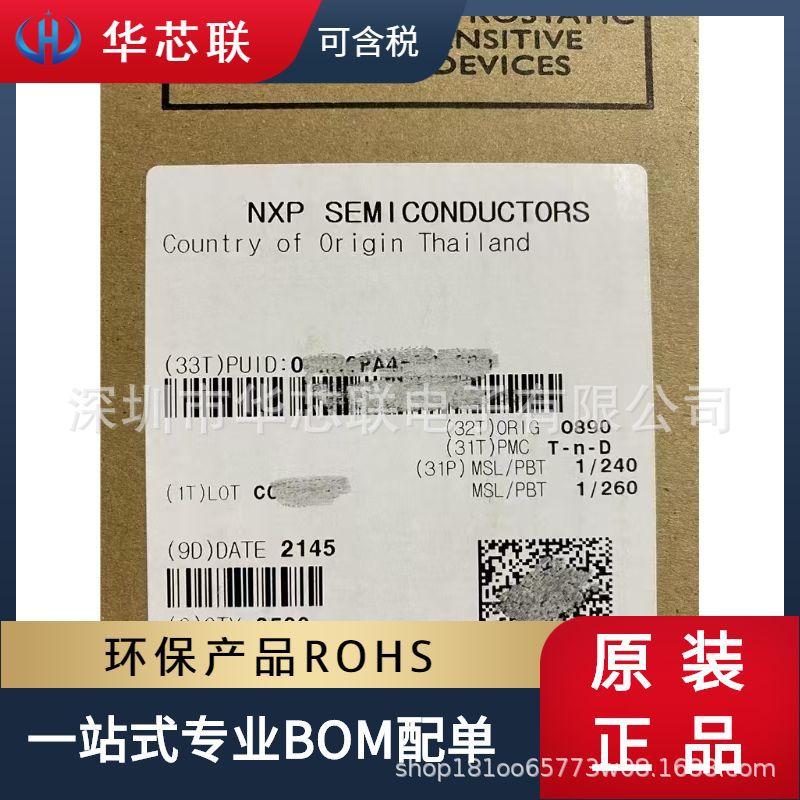 华芯联
可含税
NSITIVE
DEVICES
NXP SEMICONDUCTORS
Country of Origin Thailand
(33T)PUID:0
深圳市华芯联电子有限公司
(32T)ORIG 0890
(31T)PMC T-n-D
(31P)MSL/PBT 1/240
MSL/PBT 1/260
(1T)LOT CC
(9D)DATE 2145
环保产品ROHS
一站式专业BOM配单
原装
正品